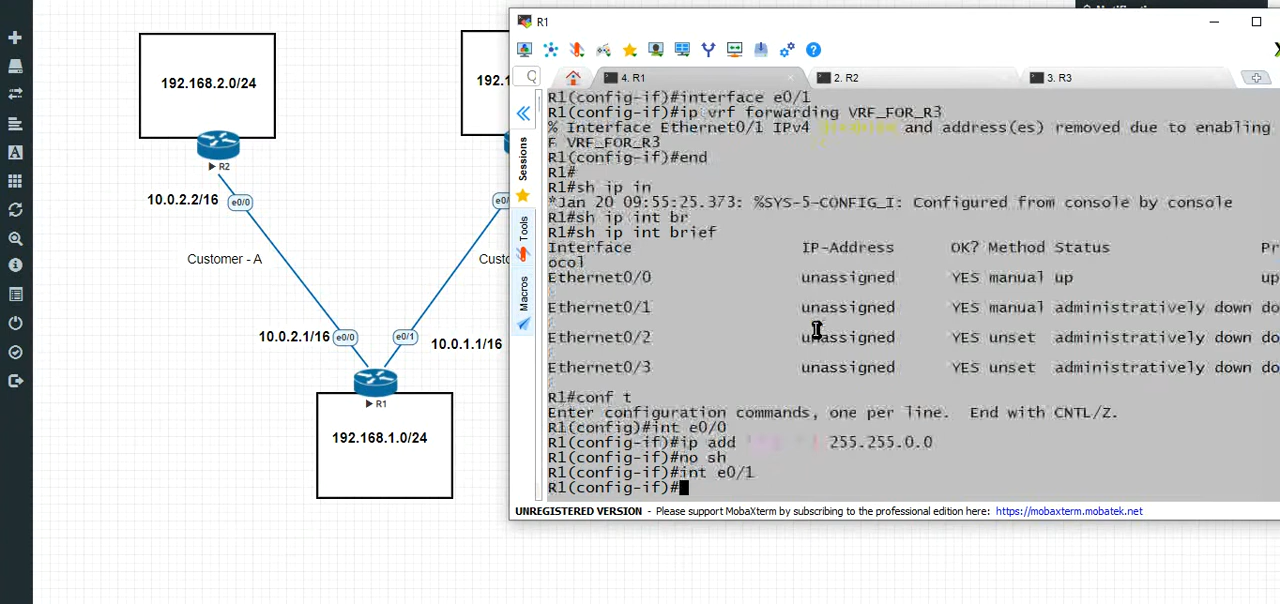 192.168.2.0/24
R2
10.0.2.2/16
e0/0
Customer - A
10.0.2.1/16
e0/0
e0/1
10.0.1.1/16
R1
192.168.1.0/24
192.1
e0/
Custo
R1
4. R1
2. R2
3. R3
Sessions
Tools
Macros
R1(config-if)#interface e0/1
R1(config-if)#ip vrf forwarding VRF_FOR_R3
% Interface Ethernet0/1 IPv4 and address(es) removed due to enabling
F VRF_FOR_R3
R1(config-if)#end
R1#
R1#sh ip in
*Jan 20 09:55:25.373: %SYS-5-CONFIG_I: Configured from console by console
R1#sh ip int br
R1#sh ip int brief
Interface IP-Address OK? Method Status Pr
ocol
Ethernet0/0 unassigned YES manual up up
Ethernet0/1 unassigned YES manual administratively down do
Ethernet0/2 unassigned YES unset administratively down do
Ethernet0/3 unassigned YES unset administratively down do
R1#conf t
Enter configuration commands, one per line. End with CNTL/Z.
R1(config)#int e0/0
R1(config-if)#ip add 255.255.0.0
R1(config-if)#no sh
R1(config-if)#int e0/1
R1(config-if)#
UNREGISTERED VERSION - Please support MobaXterm by subscribing to the professional edition here: https://mobaxterm.mobatek.net